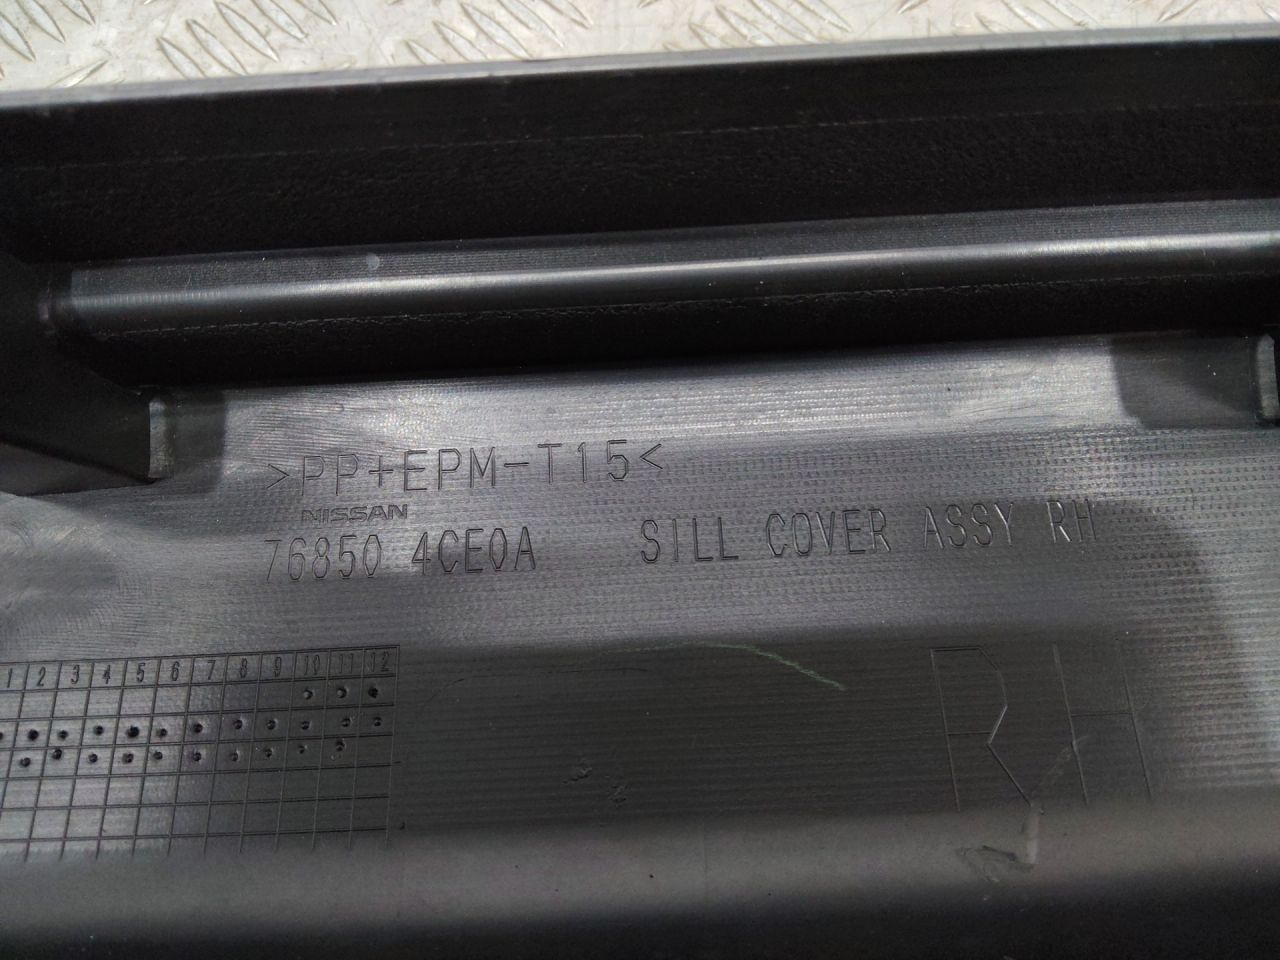 >PP+EPM-T15<
NISSAN
76850 4CE0A SILL COVER ASSY RH
1 2 3 4 5 6 7 8 9 10 11 12
RH